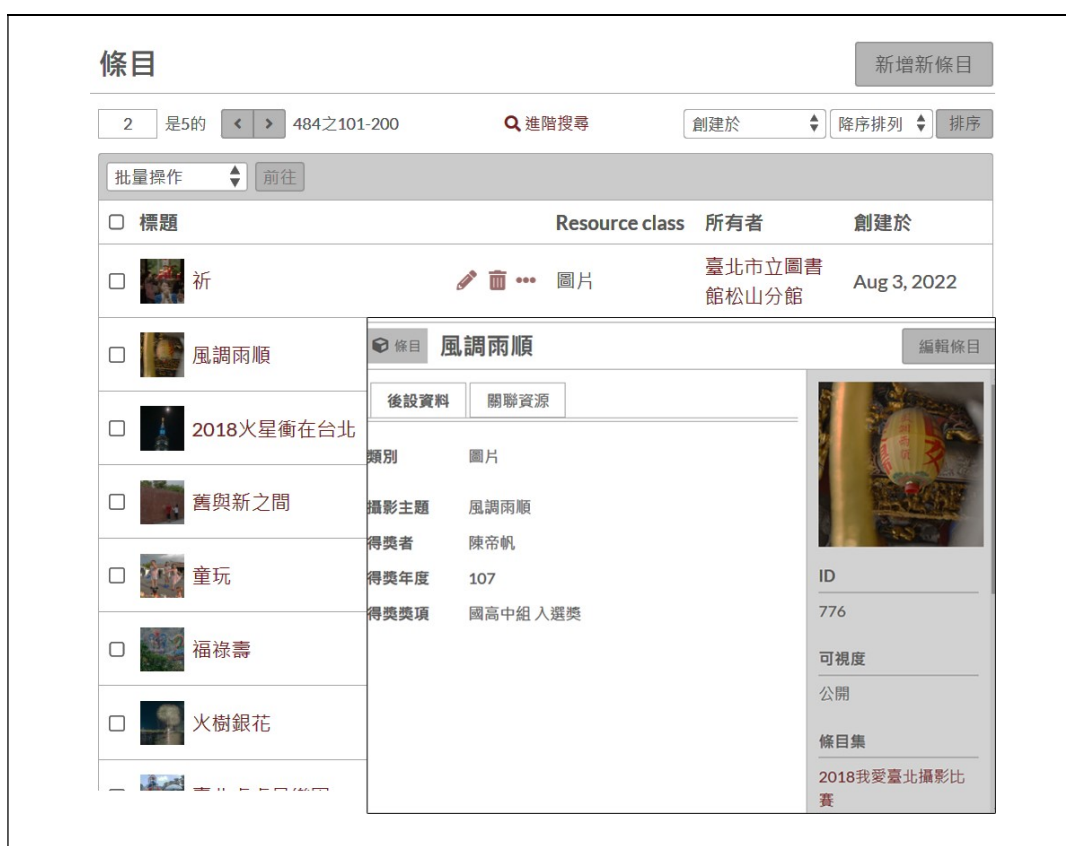 條目
新增新條目
2 是5的 484之101-200 進階搜尋 創建於 降序排列 排序
批量操作 前往
標題 Resource class 所有者 創建於
祈 圖片 臺北市立圖書
館松山分館 Aug 3, 2022
風調雨順
2018火星衝在台北
舊與新之間
童玩
福祿壽
火樹銀花
條目 風調雨順 編輯條目
後設資料 關聯資源
類別 圖片
攝影主題 風調雨順
得獎者 陳帝帆
得獎年度 107
得獎獎項 國高中組 入選獎
ID
776
可視度
公開
條目集
2018我愛臺北攝影比
賽